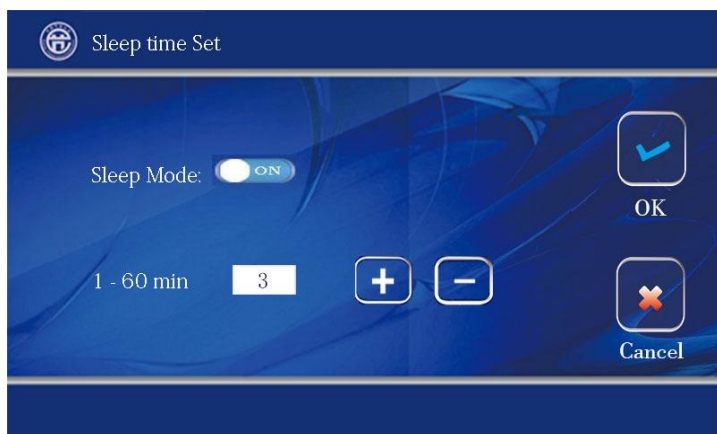 Sleep time Set
Sleep Mode: ON
OK
1 - 60 min 3 + −
Cancel